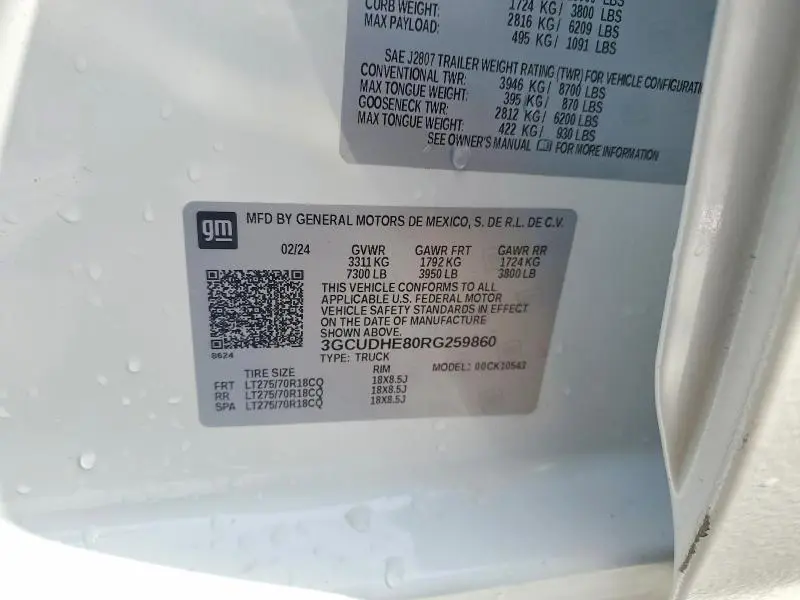 CURB WEIGHT:
1724 KG / 3800 LBS
MAX PAYLOAD:
2816 KG / 6209 LBS
495 KG / 1091 LBS
SAE J2807 TRAILER WEIGHT RATING (TWR) FOR VEHICLE
CONVENTIONAL TWR: 3946 KG / 8700 LBS
MAX TONGUE WEIGHT: 395 KG / 870 LBS
GOOSENECK TWR: 2812 KG / 6200 LBS
MAX TONGUE WEIGHT: 422 KG / 930 LBS
SEE OWNER'S MANUAL FOR MORE INFORMATION
gm
MFD BY GENERAL MOTORS DE MEXICO, S. DE R.L. DE C.V.
02/24 GVWR GAWR FRT GAWR RR
3311 KG 1792 KG 1724 KG
7300 LB 3950 LB 3800 LB
THIS VEHICLE CONFORMS TO ALL
APPLICABLE U.S. FEDERAL MOTOR
VEHICLE SAFETY STANDARDS IN EFFECT
ON THE DATE OF MANUFACTURE
SHOWN ABOVE.
3GCUDHE80RG259860
8624
TYPE: TRUCK
MODEL: 00CK10543
TIRE SIZE RIM
FRT LT275/70R18CQ 18X8.5J
RR LT275/70R18CQ 18X8.5J
SPA LT275/70R18CQ 18X8.5J